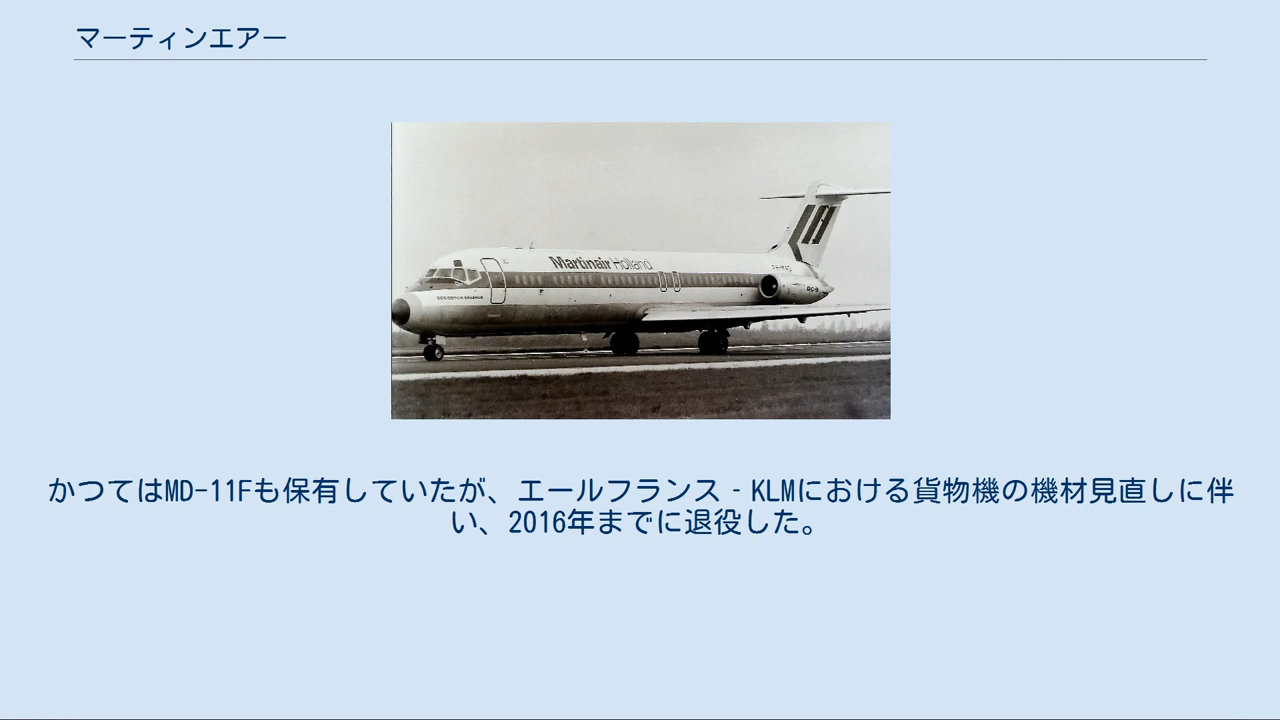 マーティンエアー
Martinair Holland
DC-9
かつてはMD-11Fも保有していたが、エールフランス‐KLMにおける貨物機の機材見直しに伴
い、2016年までに退役した。